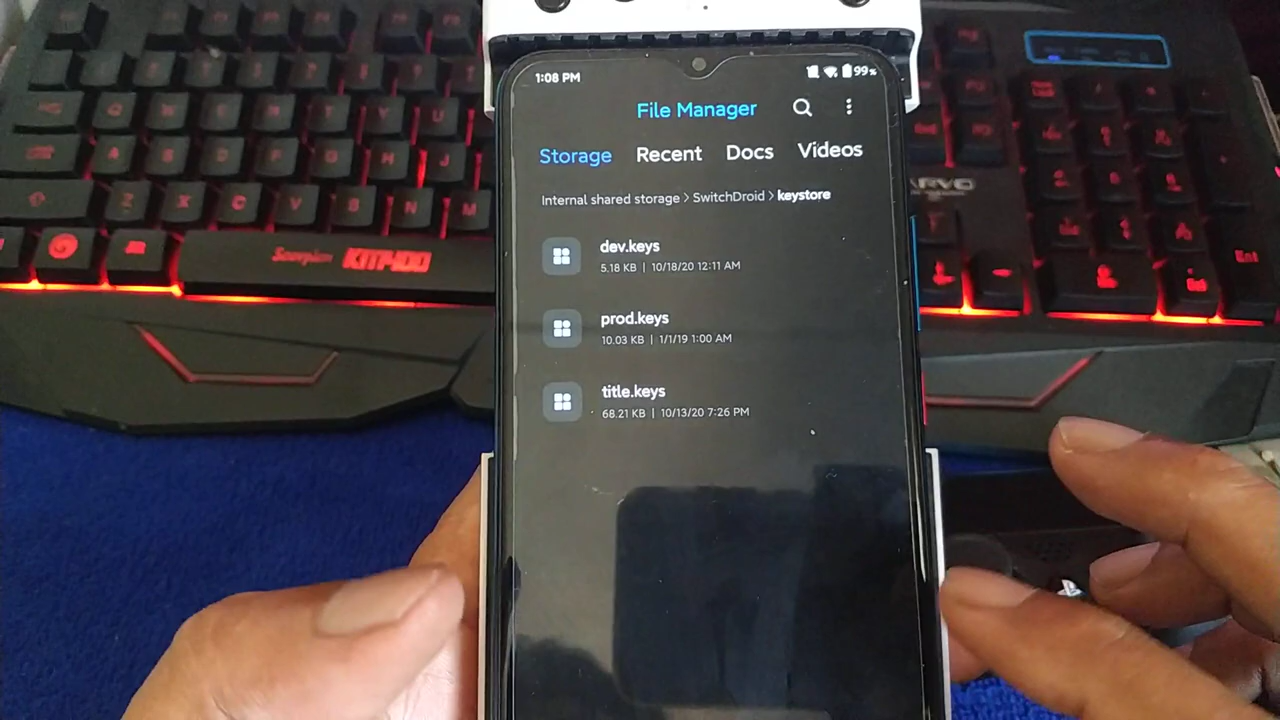 1:08 PM
99%
File Manager
Storage Recent Docs Videos
Internal shared storage > SwitchDroid > keystore
dev.keys
5.18 KB | 10/18/20 12:11 AM
prod.keys
10.03 KB | 1/1/19 1:00 AM
title.keys
68.21 KB | 10/13/20 7:26 PM
T Y U
A S D F G H J
Z X C V B N M
Scorpion KM400
ARVO
Ent